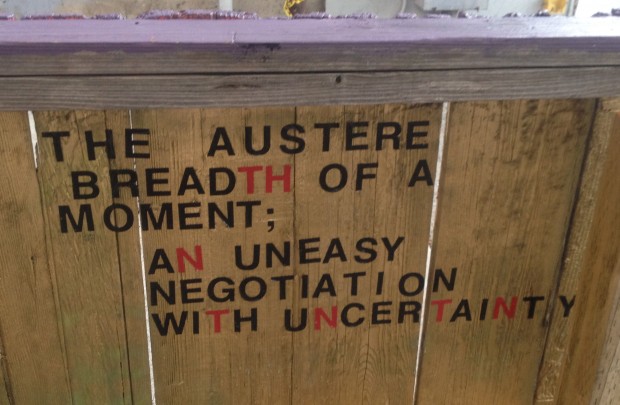 THE AUSTERE
BREADTH OF A
MOMENT;
AN UNEASY
NEGOTIATION
WITH UNCERTAINTY